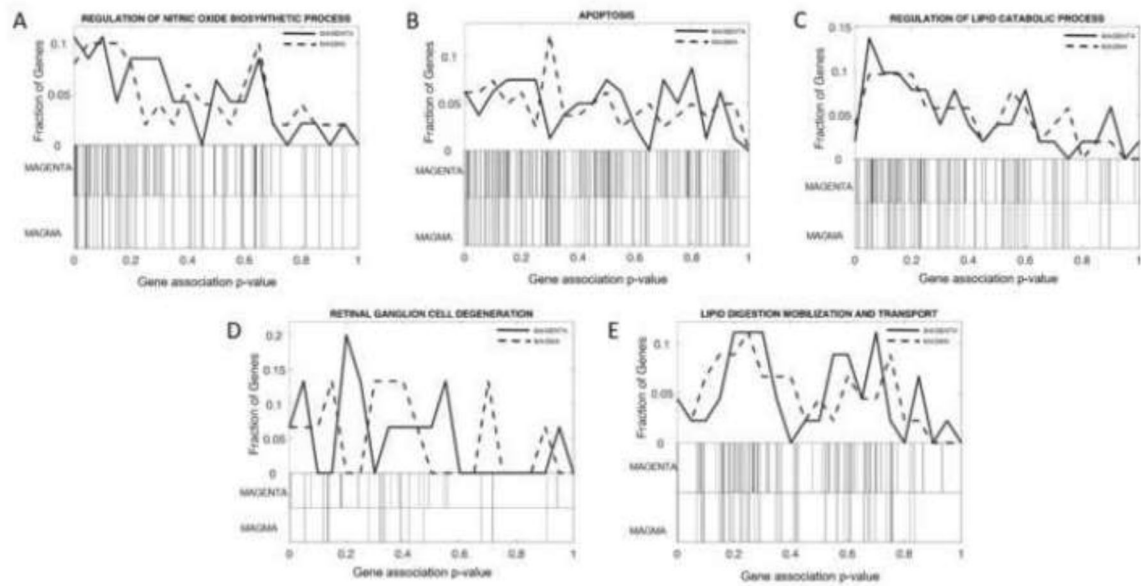 A
REGULATION OF NITRIC OXIDE BIOSYNTHETIC PROCESS
MAGENTA
MAGMA
Fraction of Genes
0.1
0.05
0
MAGENTA
MAGMA
0 0.2 0.4 0.6 0.8 1
Gene association p-value
B
APOPTOSIS
MAGENTA
MAGMA
Fraction of Genes
0.1
0.05
0
MAGENTA
MAGMA
0 0.2 0.4 0.6 0.8 1
Gene association p-value
C
REGULATION OF LIPID CATABOLIC PROCESS
MAGENTA
MAGMA
Fraction of Genes
0.15
0.1
0.05
0
MAGENTA
MAGMA
0 0.2 0.4 0.6 0.8 1
Gene association p-value
D
RETINAL GANGLION CELL DEGENERATION
MAGENTA
MAGMA
Fraction of Genes
0.2
0.15
0.1
0.05
0
MAGENTA
MAGMA
0 0.2 0.4 0.6 0.8 1
Gene association p-value
E
LIPID DIGESTION MOBILIZATION AND TRANSPORT
MAGENTA
MAGMA
Fraction of Genes
0.1
0.05
0
MAGENTA
MAGMA
0 0.2 0.4 0.6 0.8 1
Gene association p-value